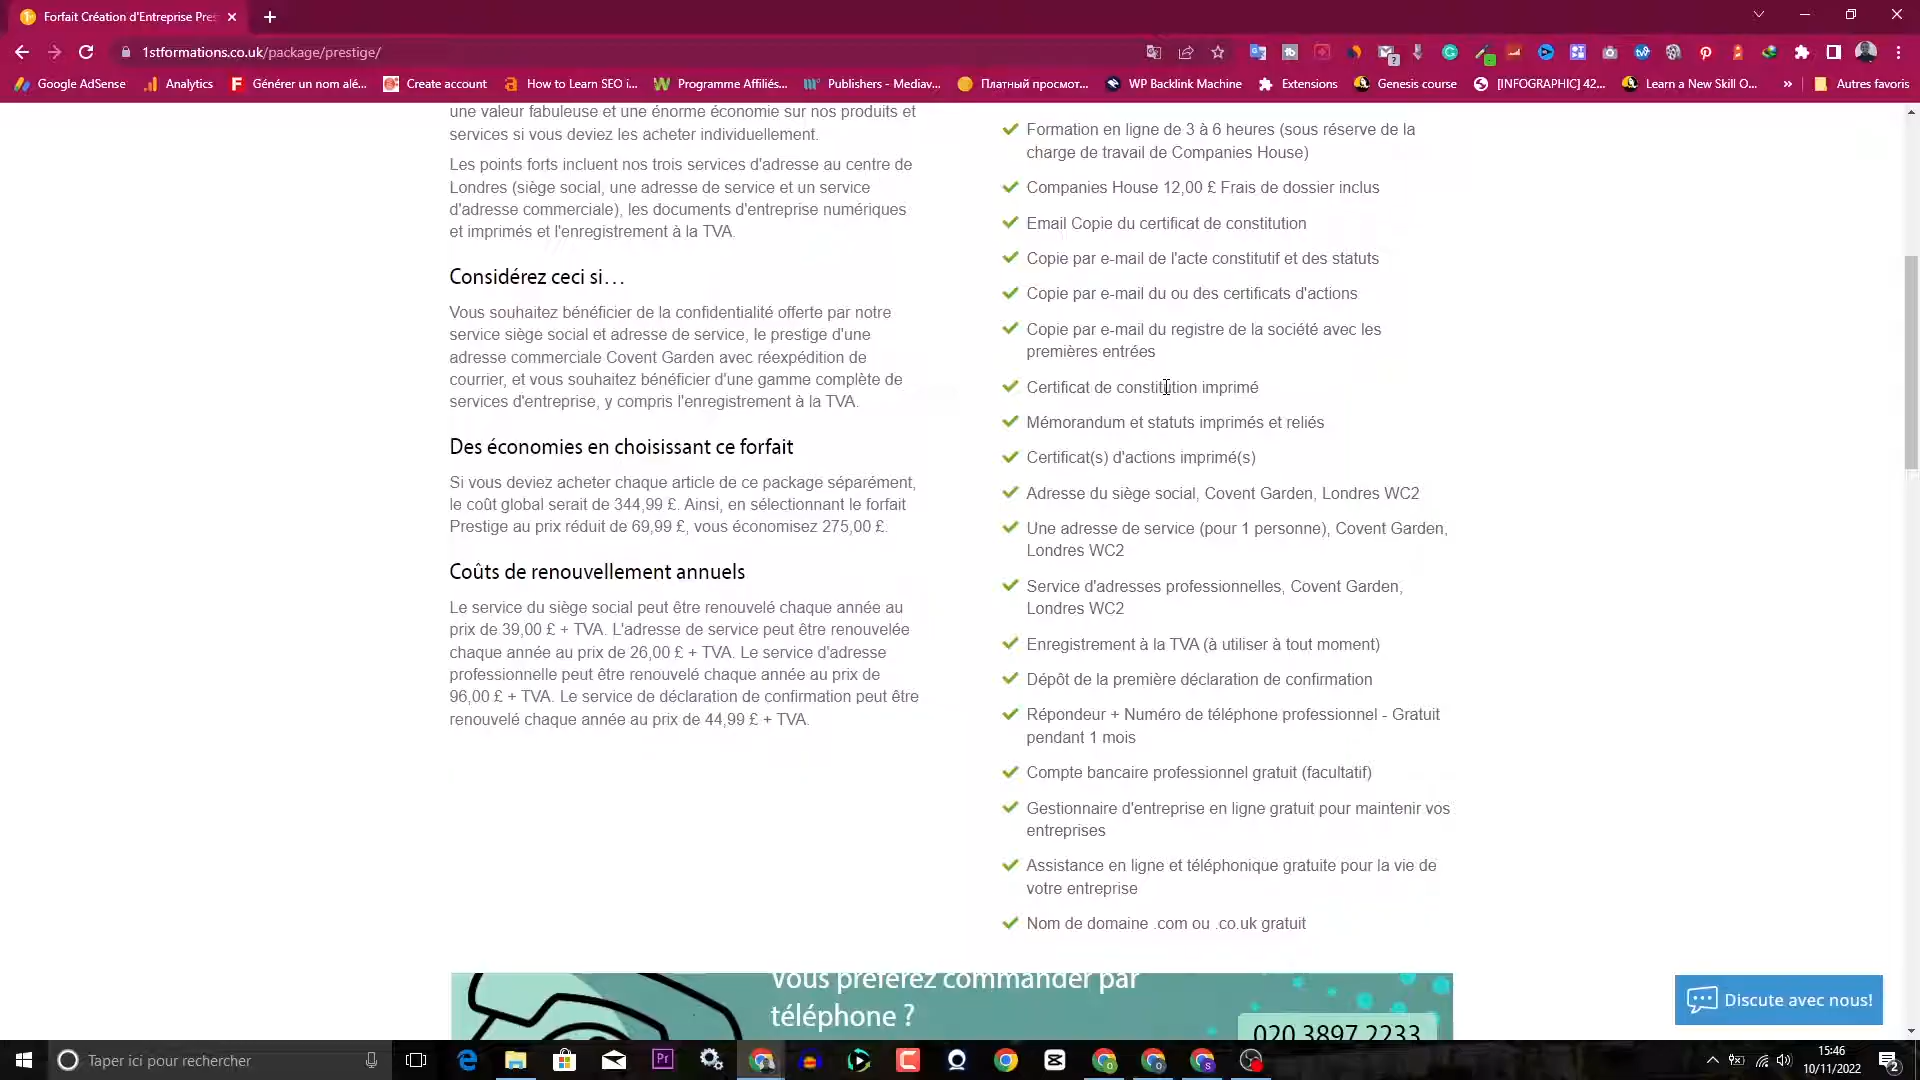 Forfait Création d'Entreprise Pres
1stformations.co.uk/package/prestige/
Google AdSense
Analytics
Générer un nom alé...
Create account
How to Learn SEO i...
Programme Affiliés...
Publishers - Mediav...
Платный просмот...
WP Backlink Machine
Extensions
Genesis course
[INFOGRAPHIC] 42...
Learn a New Skill O...
Autres favoris
une valeur fabuleuse et une énorme économie sur nos produits et
services si vous deviez les acheter individuellement.
Les points forts incluent nos trois services d'adresse au centre de
Londres (siège social, une adresse de service et un service
d'adresse commerciale), les documents d'entreprise numériques
et imprimés et l'enregistrement à la TVA.
Considérez ceci si…
Vous souhaitez bénéficier de la confidentialité offerte par notre
service siège social et adresse de service, le prestige d'une
adresse commerciale Covent Garden avec réexpédition de
courrier, et vous souhaitez bénéficier d'une gamme complète de
services d'entreprise, y compris l'enregistrement à la TVA.
Des économies en choisissant ce forfait
Si vous deviez acheter chaque article de ce package séparément,
le coût global serait de 344,99 £. Ainsi, en sélectionnant le forfait
Prestige au prix réduit de 69,99 £, vous économisez 275,00 £.
Coûts de renouvellement annuels
Le service du siège social peut être renouvelé chaque année au
prix de 39,00 £ + TVA. L'adresse de service peut être renouvelée
chaque année au prix de 26,00 £ + TVA. Le service d'adresse
professionnelle peut être renouvelé chaque année au prix de
96,00 £ + TVA. Le service de déclaration de confirmation peut être
renouvelé chaque année au prix de 44,99 £ + TVA.
Formation en ligne de 3 à 6 heures (sous réserve de la
charge de travail de Companies House)
Companies House 12,00 £ Frais de dossier inclus
Email Copie du certificat de constitution
Copie par e-mail de l'acte constitutif et des statuts
Copie par e-mail du ou des certificats d'actions
Copie par e-mail du registre de la société avec les
premières entrées
Certificat de constitution imprimé
Mémorandum et statuts imprimés et reliés
Certificat(s) d'actions imprimé(s)
Adresse du siège social, Covent Garden, Londres WC2
Une adresse de service (pour 1 personne), Covent Garden,
Londres WC2
Service d'adresses professionnelles, Covent Garden,
Londres WC2
Enregistrement à la TVA (à utiliser à tout moment)
Dépôt de la première déclaration de confirmation
Répondeur + Numéro de téléphone professionnel - Gratuit
pendant 1 mois
Compte bancaire professionnel gratuit (facultatif)
Gestionnaire d'entreprise en ligne gratuit pour maintenir vos
entreprises
Assistance en ligne et téléphonique gratuite pour la vie de
votre entreprise
Nom de domaine .com ou .co.uk gratuit
Vous préférez commander par
téléphone ?
020 3897 2233
Discute avec nous!
Taper ici pour rechercher
15:46
10/11/2022
2